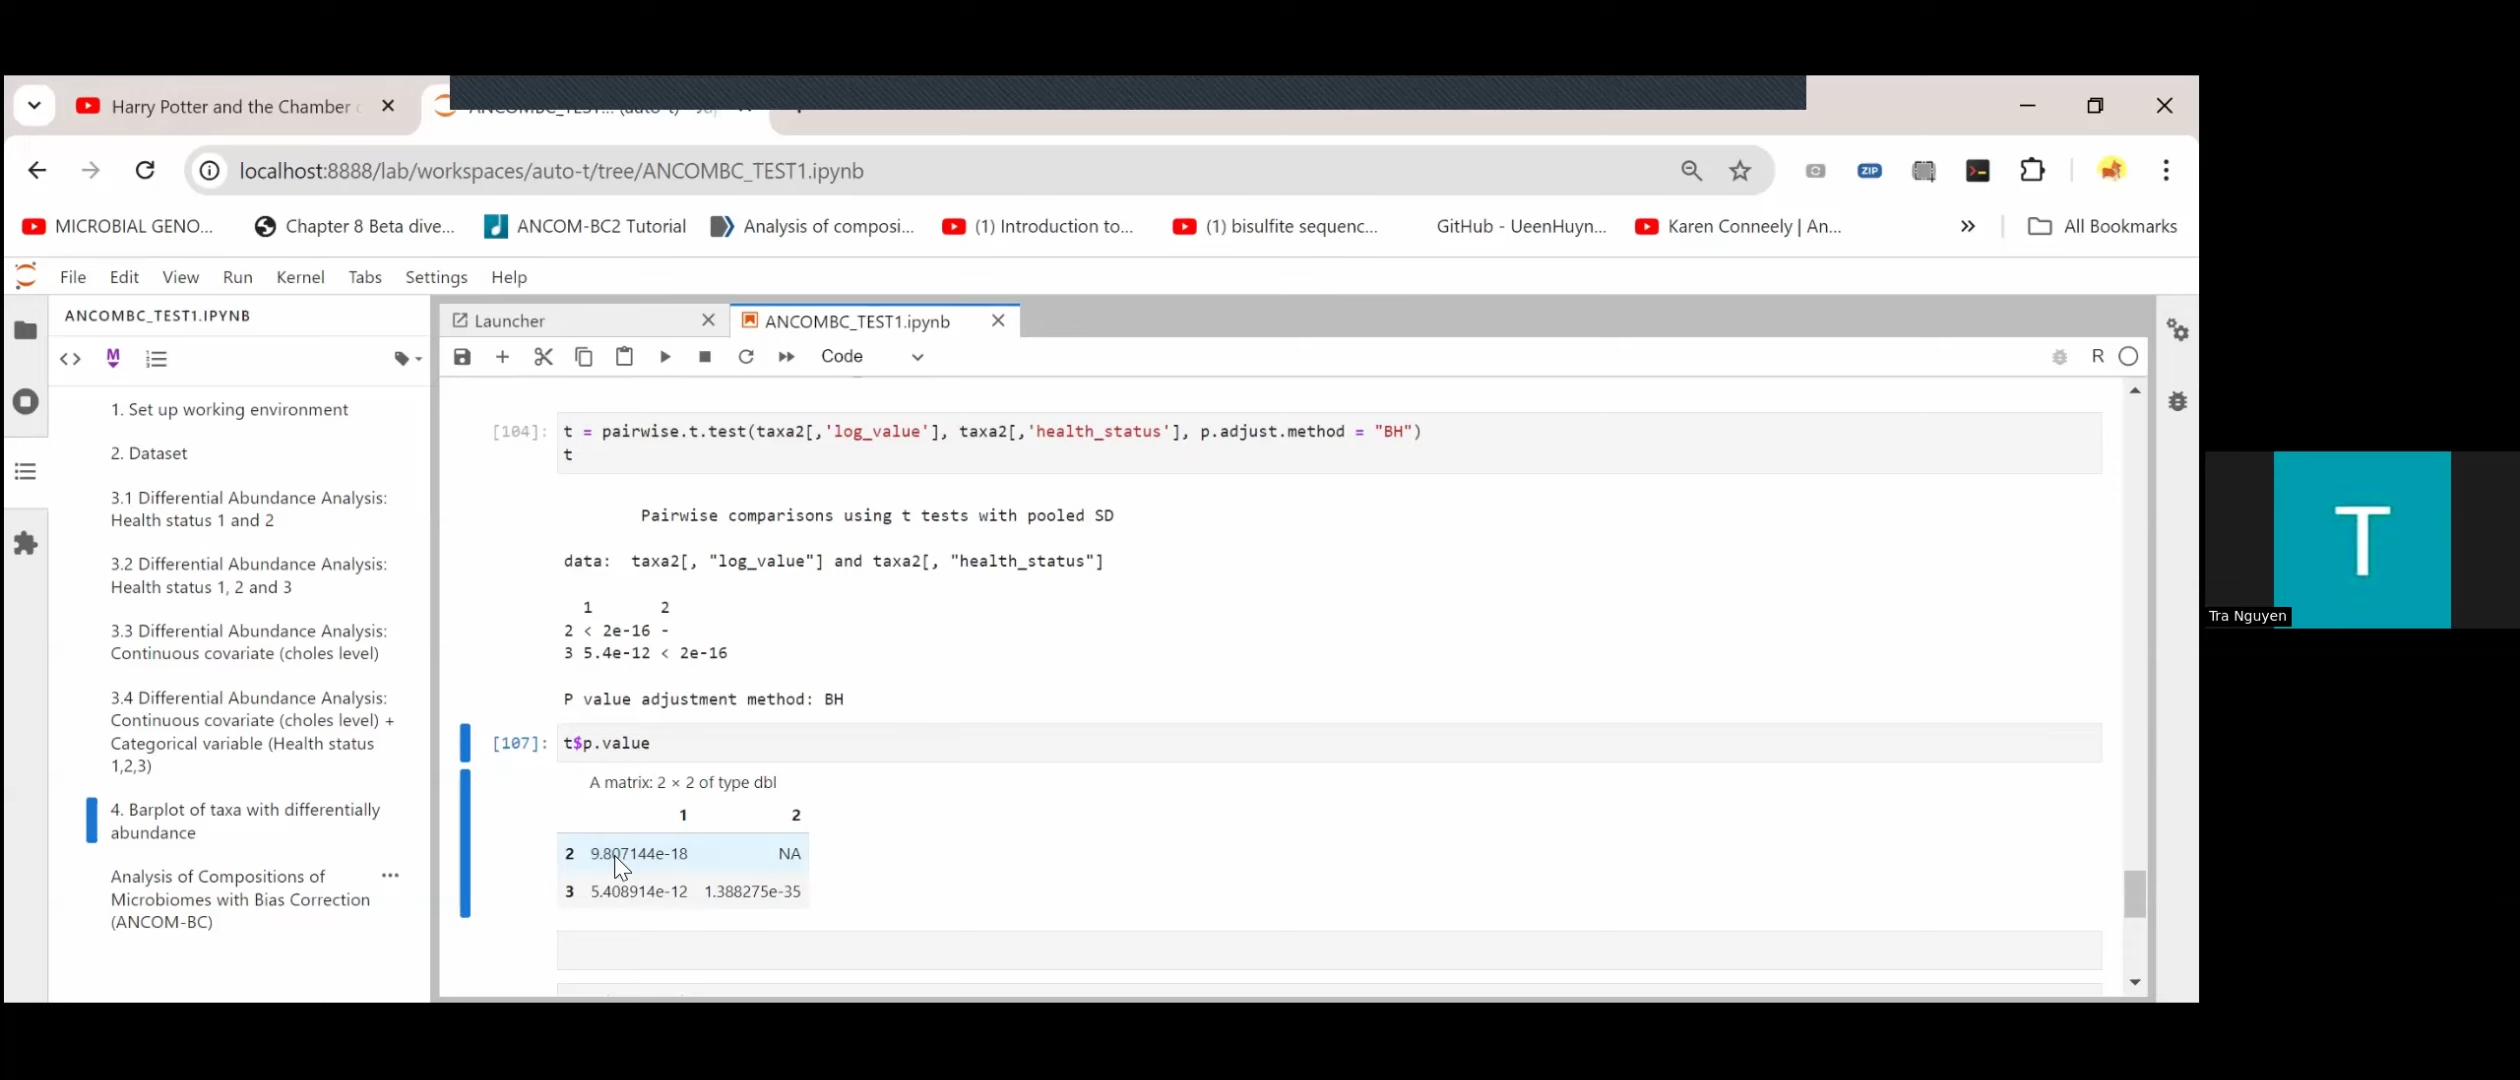 Harry Potter and the Chamber
localhost:8888/lab/workspaces/auto-t/tree/ANCOMBC_TEST1.ipynb
ZIP
MICROBIAL GENO...
Chapter 8 Beta dive...
ANCOM-BC2 Tutorial
Analysis of composi...
(1) Introduction to...
(1) bisulfite sequenc...
GitHub - UeenHuyn...
Karen Conneely | An...
All Bookmarks
File Edit View Run Kernel Tabs Settings Help
ANCOMBC_TEST1.IPYNB
Launcher
ANCOMBC_TEST1.ipynb
Code
R
1. Set up working environment
2. Dataset
3.1 Differential Abundance Analysis:
Health status 1 and 2
3.2 Differential Abundance Analysis:
Health status 1, 2 and 3
3.3 Differential Abundance Analysis:
Continuous covariate (choles level)
3.4 Differential Abundance Analysis:
Continuous covariate (choles level) +
Categorical variable (Health status
1,2,3)
4. Barplot of taxa with differentially
abundance
Analysis of Compositions of
Microbiomes with Bias Correction
(ANCOM-BC)
[104]: t = pairwise.t.test(taxa2[,'log_value'], taxa2[,'health_status'], p.adjust.method = "BH")
t
Pairwise comparisons using t tests with pooled SD
data: taxa2[, "log_value"] and taxa2[, "health_status"]
1 2
2 < 2e-16 -
3 5.4e-12 < 2e-16
P value adjustment method: BH
[107]: t$p.value
A matrix: 2 × 2 of type dbl
1 2
2 9.807144e-18 NA
3 5.408914e-12 1.388275e-35
T
Tra Nguyen